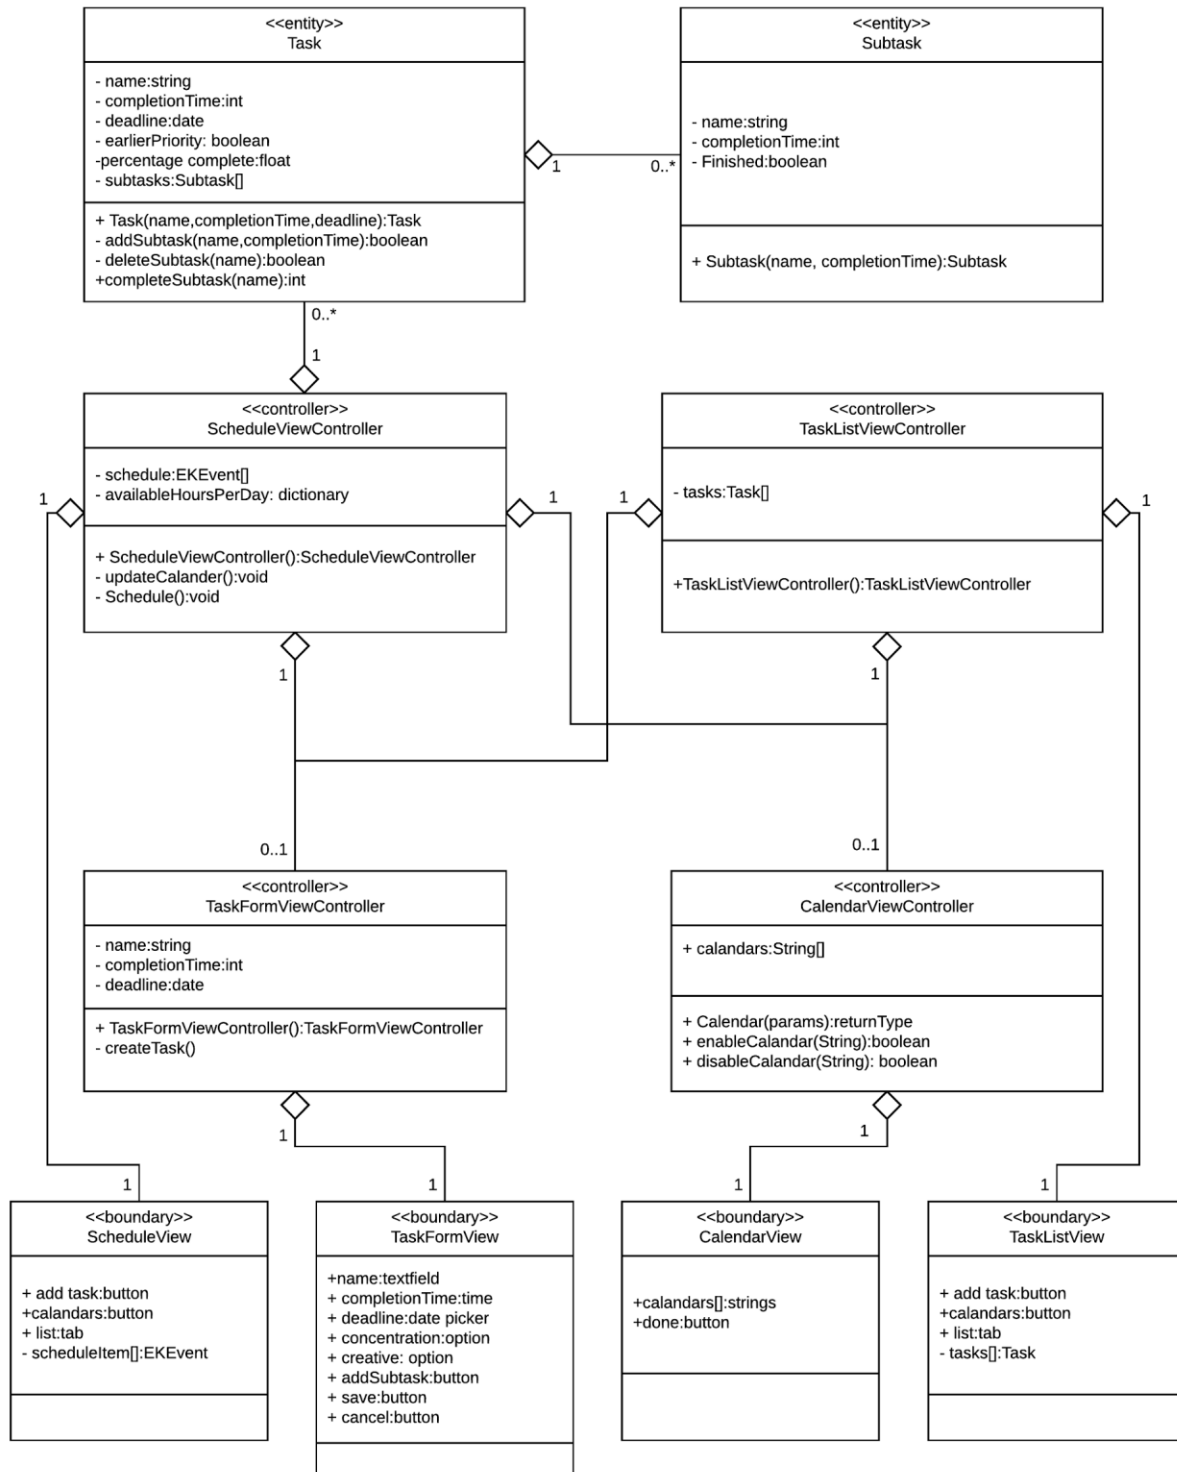 <<entity>>
Task
- name:string
- completionTime:int
- deadline:date
- earlierPriority: boolean
-percentage complete:float
- subtasks:Subtask[]
+ Task(name,completionTime,deadline):Task
- addSubtask(name,completionTime):boolean
- deleteSubtask(name):boolean
+completeSubtask(name):int
1
0..*
<<entity>>
Subtask
- name:string
- completionTime:int
- Finished:boolean
+ Subtask(name, completionTime):Subtask
0..*
1
<<controller>>
ScheduleViewController
- schedule:EKEvent[]
- availableHoursPerDay: dictionary
+ ScheduleViewController():ScheduleViewController
- updateCalander():void
- Schedule():void
1
1
1
<<controller>>
TaskListViewController
- tasks:Task[]
+TaskListViewController():TaskListViewController
1
1
1
0..1
0..1
<<controller>>
TaskFormViewController
- name:string
- completionTime:int
- deadline:date
+ TaskFormViewController():TaskFormViewController
- createTask()
1
<<controller>>
CalendarViewController
+ calandars:String[]
+ Calendar(params):returnType
+ enableCalandar(String):boolean
+ disableCalandar(String): boolean
1
1
1
1
1
<<boundary>>
ScheduleView
+ add task:button
+calandars:button
+ list:tab
- scheduleItem[]:EKEvent
<<boundary>>
TaskFormView
+name:textfield
+ completionTime:time
+ deadline:date picker
+ concentration:option
+ creative: option
+ addSubtask:button
+ save:button
+ cancel:button
<<boundary>>
CalendarView
+calandars[]:strings
+done:button
<<boundary>>
TaskListView
+ add task:button
+calandars:button
+ list:tab
- tasks[]:Task